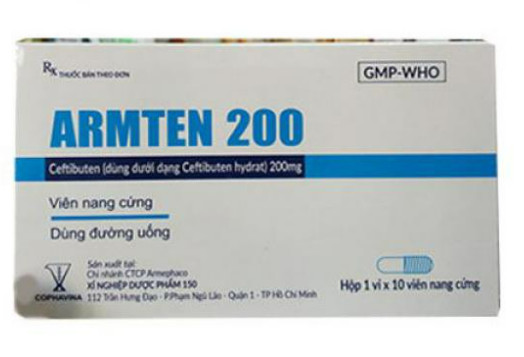 Rx THUỐC BÁN THEO ĐƠN
GMP-WHO
ARMTEN 200
Ceftibuten (dùng dưới dạng Ceftibuten hydrat) 200mg
Viên nang cứng
Dùng đường uống
Sản xuất tại:
Chi nhánh CTCP Armephaco
XÍ NGHIỆP DƯỢC PHẨM 150
112 Trần Hưng Đạo - P.Phạm Ngũ Lão - Quận 1 - TP Hồ Chí Minh
COPHAVINA
Hộp 1 vỉ x 10 viên nang cứng